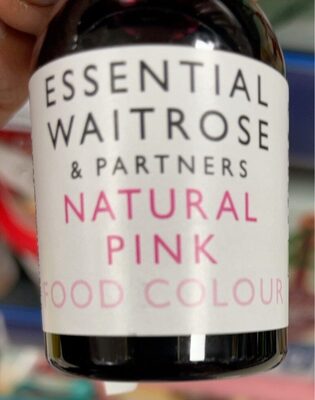 ESSENTIAL
WAITROSE
& PARTNERS
NATURAL
PINK
FOOD COLOUR